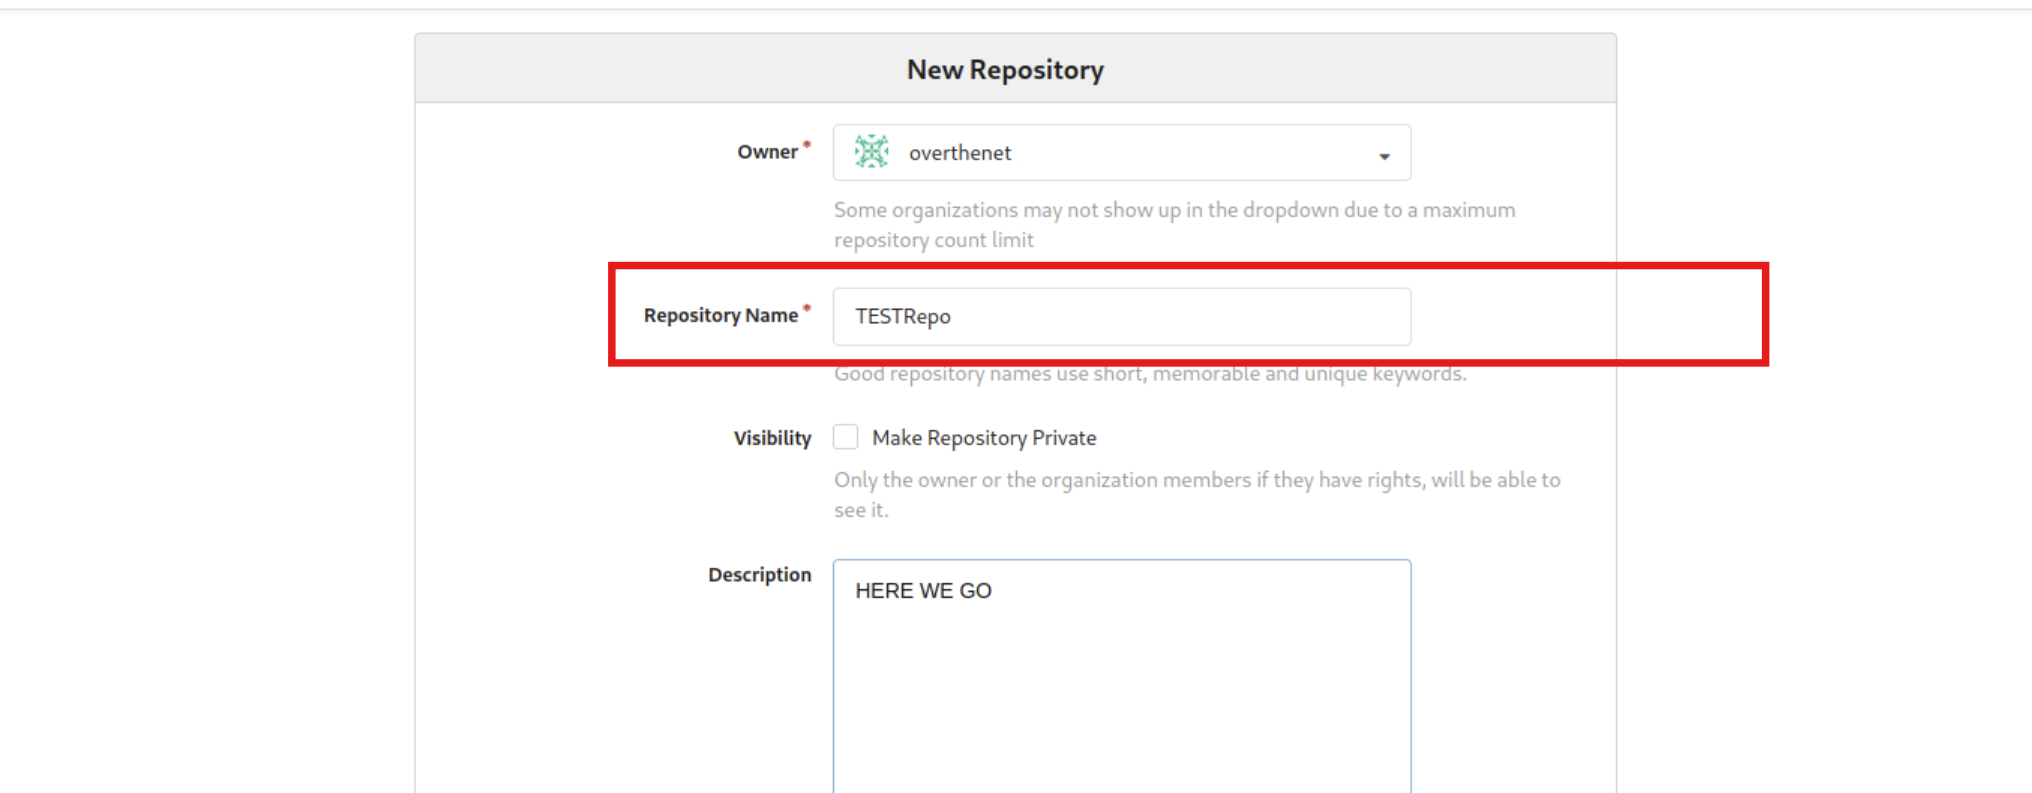 New Repository
Owner *
overthenet
Some organizations may not show up in the dropdown due to a maximum
repository count limit
Repository Name *
TESTRepo
Good repository names use short, memorable and unique keywords.
Visibility
Make Repository Private
Only the owner or the organization members if they have rights, will be able to
see it.
Description
HERE WE GO